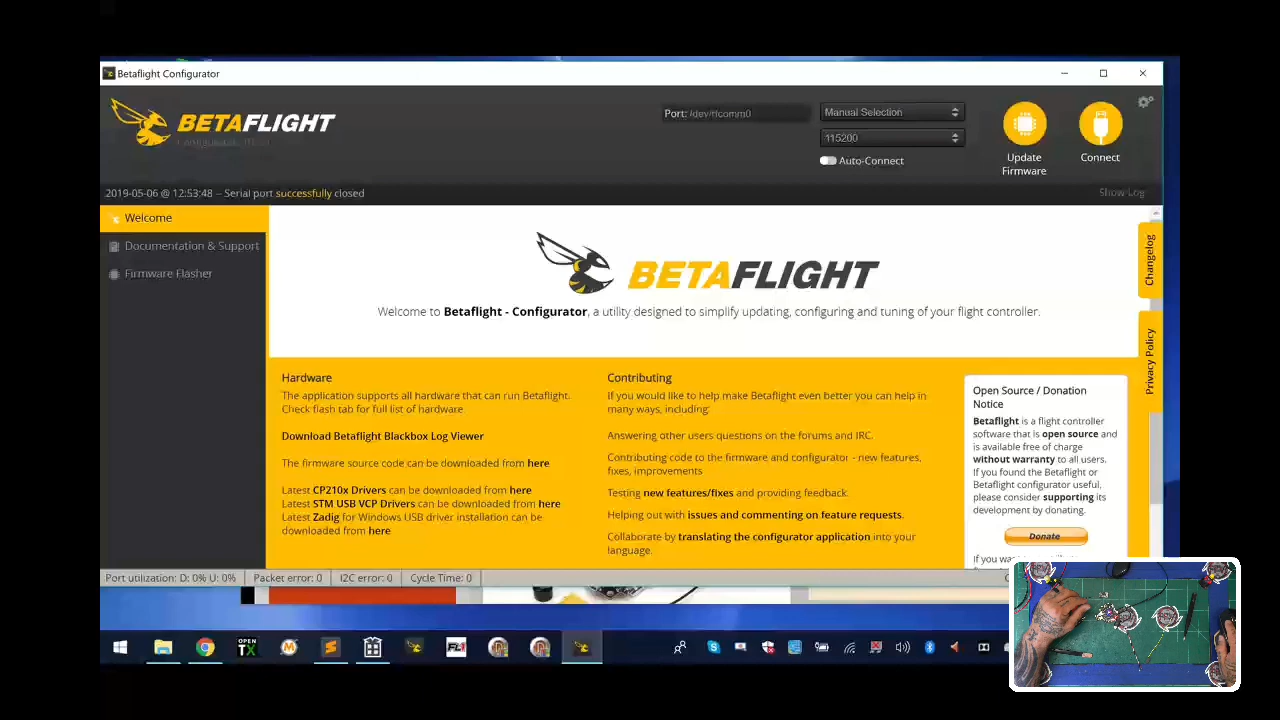 Betaflight Configurator
BETAFLIGHT
Port: /dev/rfcomm0
Manual Selection
115200
Auto-Connect
Update
Firmware
Connect
2019-05-06 @ 12:53:48 -- Serial port successfully closed
Show Log
Welcome
Documentation & Support
Firmware Flasher
BETAFLIGHT
Welcome to Betaflight - Configurator, a utility designed to simplify updating, configuring and tuning of your flight controller.
Changelog
Privacy Policy
Hardware
The application supports all hardware that can run Betaflight.
Check flash tab for full list of hardware.
Download Betaflight Blackbox Log Viewer
The firmware source code can be downloaded from here
Latest CP210x Drivers can be downloaded from here
Latest STM USB VCP Drivers can be downloaded from here
Latest Zadig for Windows USB driver installation can be
downloaded from here
Contributing
If you would like to help make Betaflight even better you can help in
many ways, including:
Answering other users questions on the forums and IRC.
Contributing code to the firmware and configurator - new features,
fixes, improvements
Testing new features/fixes and providing feedback.
Helping out with issues and commenting on feature requests.
Collaborate by translating the configurator application into your
language.
Open Source / Donation
Notice
Betaflight is a flight controller
software that is open source and
is available free of charge
without warranty to all users.
If you found the Betaflight or
Betaflight configurator useful,
please consider supporting its
development by donating.
Donate
If you wa
Port utilization: D: 0% U: 0%
Packet error: 0
I2C error: 0
Cycle Time: 0
OPEN
TX